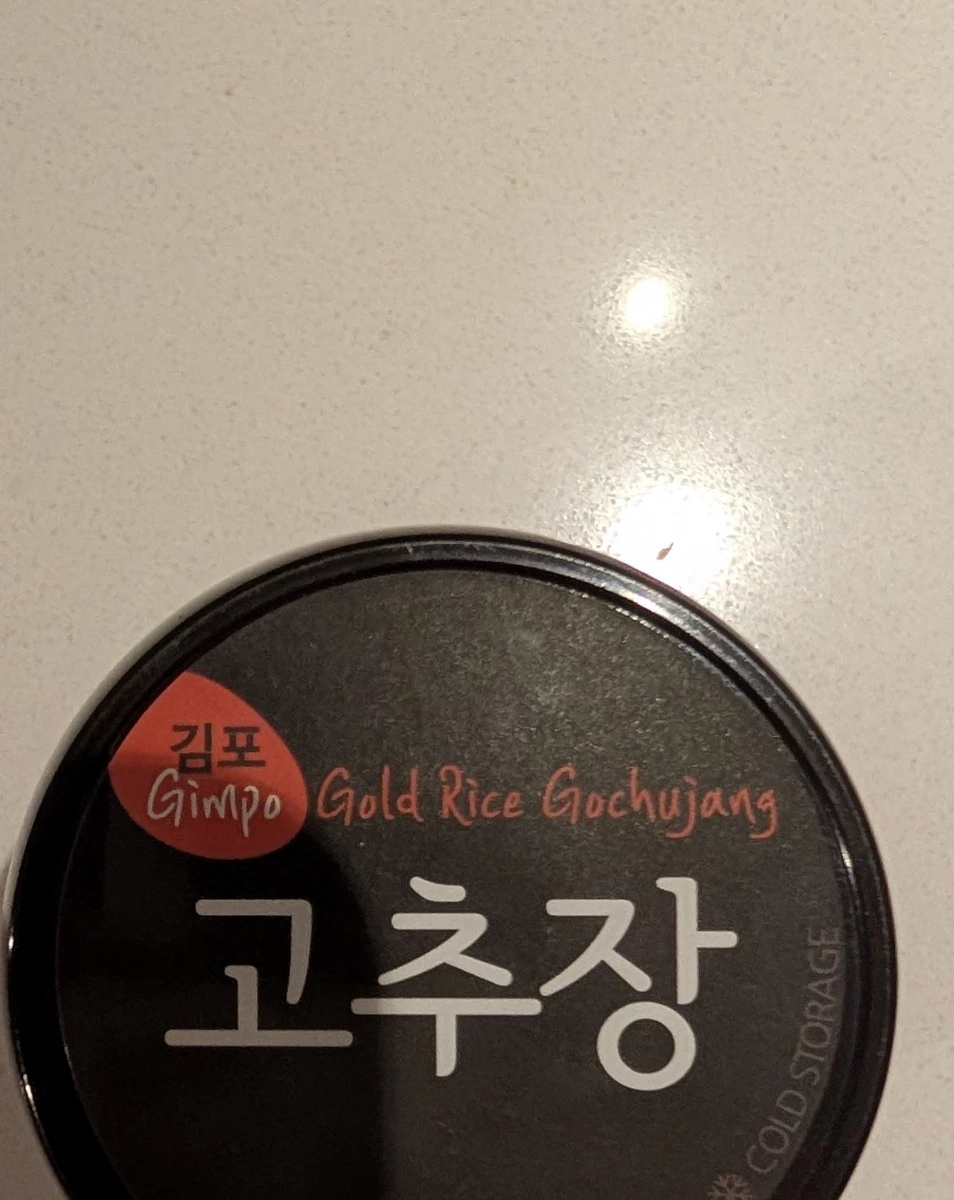 김포
Gimpo Gold Rice Gochujang
고추장
COLD STORAGE